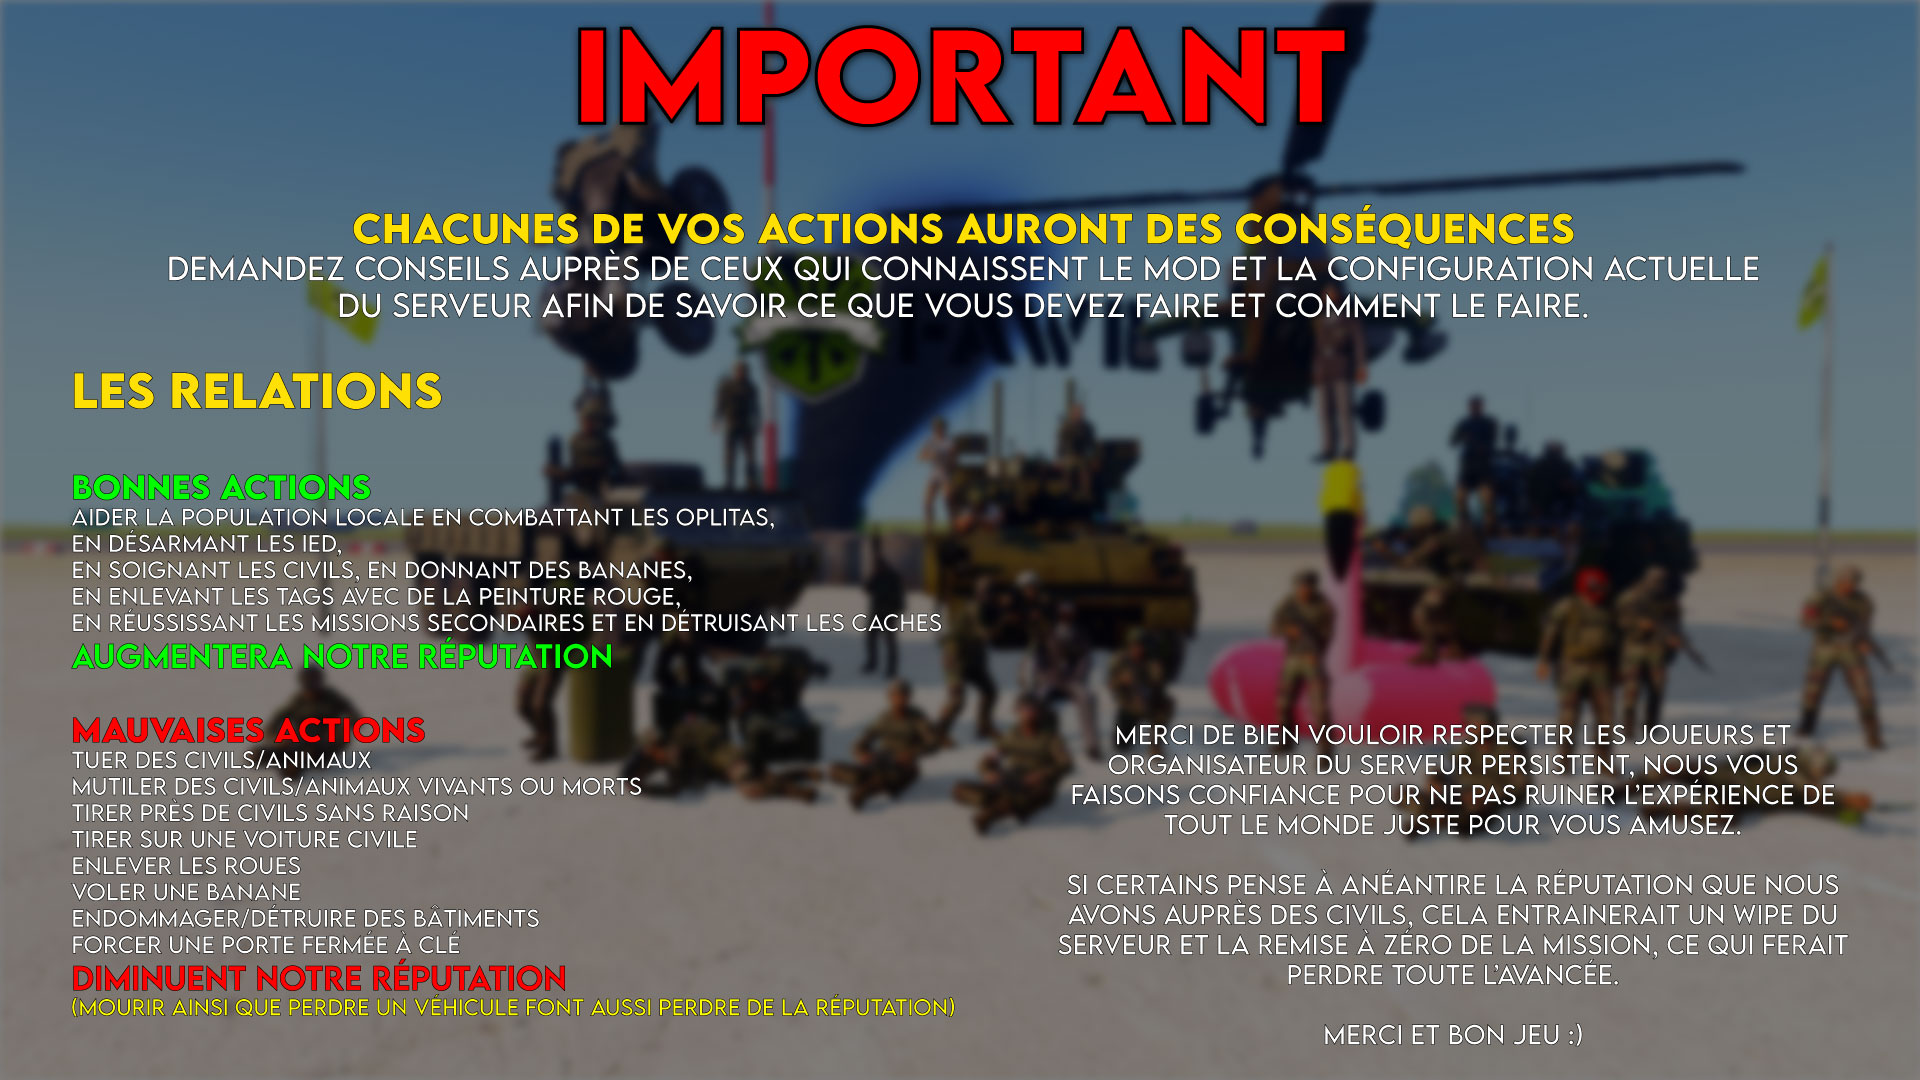 IMPORTANT
CHACUNES DE VOS ACTIONS AURONT DES CONSÉQUENCES
DEMANDEZ CONSEILS AUPRÈS DE CEUX QUI CONNAISSENT LE MOD ET LA CONFIGURATION ACTUELLE
DU SERVEUR AFIN DE SAVOIR CE QUE VOUS DEVEZ FAIRE ET COMMENT LE FAIRE.
LES RELATIONS
BONNES ACTIONS
AIDER LA POPULATION LOCALE EN COMBATTANT LES OPLITAS,
EN DÉSARMANT LES IED,
EN SOIGNANT LES CIVILS, EN DONNANT DES BANANES,
EN ENLEVANT LES TAGS AVEC DE LA PEINTURE ROUGE,
EN RÉUSSISSANT LES MISSIONS SECONDAIRES ET EN DÉTRUISANT LES CACHES
AUGMENTERA NOTRE RÉPUTATION
MAUVAISES ACTIONS
TUER DES CIVILS/ANIMAUX
MUTILER DES CIVILS/ANIMAUX VIVANTS OU MORTS
TIRER PRÈS DE CIVILS SANS RAISON
TIRER SUR UNE VOITURE CIVILE
ENLEVER LES ROUES
VOLER UNE BANANE
ENDOMMAGER/DÉTRUIRE DES BÂTIMENTS
FORCER UNE PORTE FERMÉE À CLÉ
DIMINUENT NOTRE RÉPUTATION
(MOURIR AINSI QUE PERDRE UN VÉHICULE FONT AUSSI PERDRE DE LA RÉPUTATION)
MERCI DE BIEN VOULOIR RESPECTER LES JOUEURS ET
ORGANISATEUR DU SERVEUR PERSISTENT, NOUS VOUS
FAISONS CONFIANCE POUR NE PAS RUINER L'EXPÉRIENCE DE
TOUT LE MONDE JUSTE POUR VOUS AMUSEZ.
SI CERTAINS PENSE À ANÉANTIRE LA RÉPUTATION QUE NOUS
AVONS AUPRÈS DES CIVILS, CELA ENTRAINERAIT UN WIPE DU
SERVEUR ET LA REMISE À ZÉRO DE LA MISSION, CE QUI FERAIT
PERDRE TOUTE L'AVANCÉE.
MERCI ET BON JEU :)